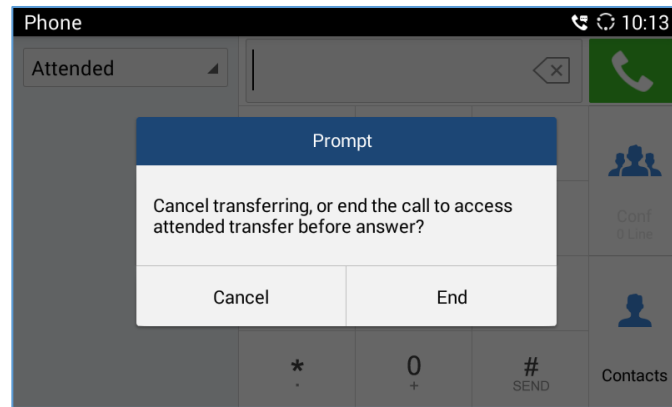 Phone
10:13
Attended
Prompt
Cancel transferring, or end the call to access
attended transfer before answer?
Cancel
End
Conf
0 Line
*
.
0
+
#
SEND
Contacts